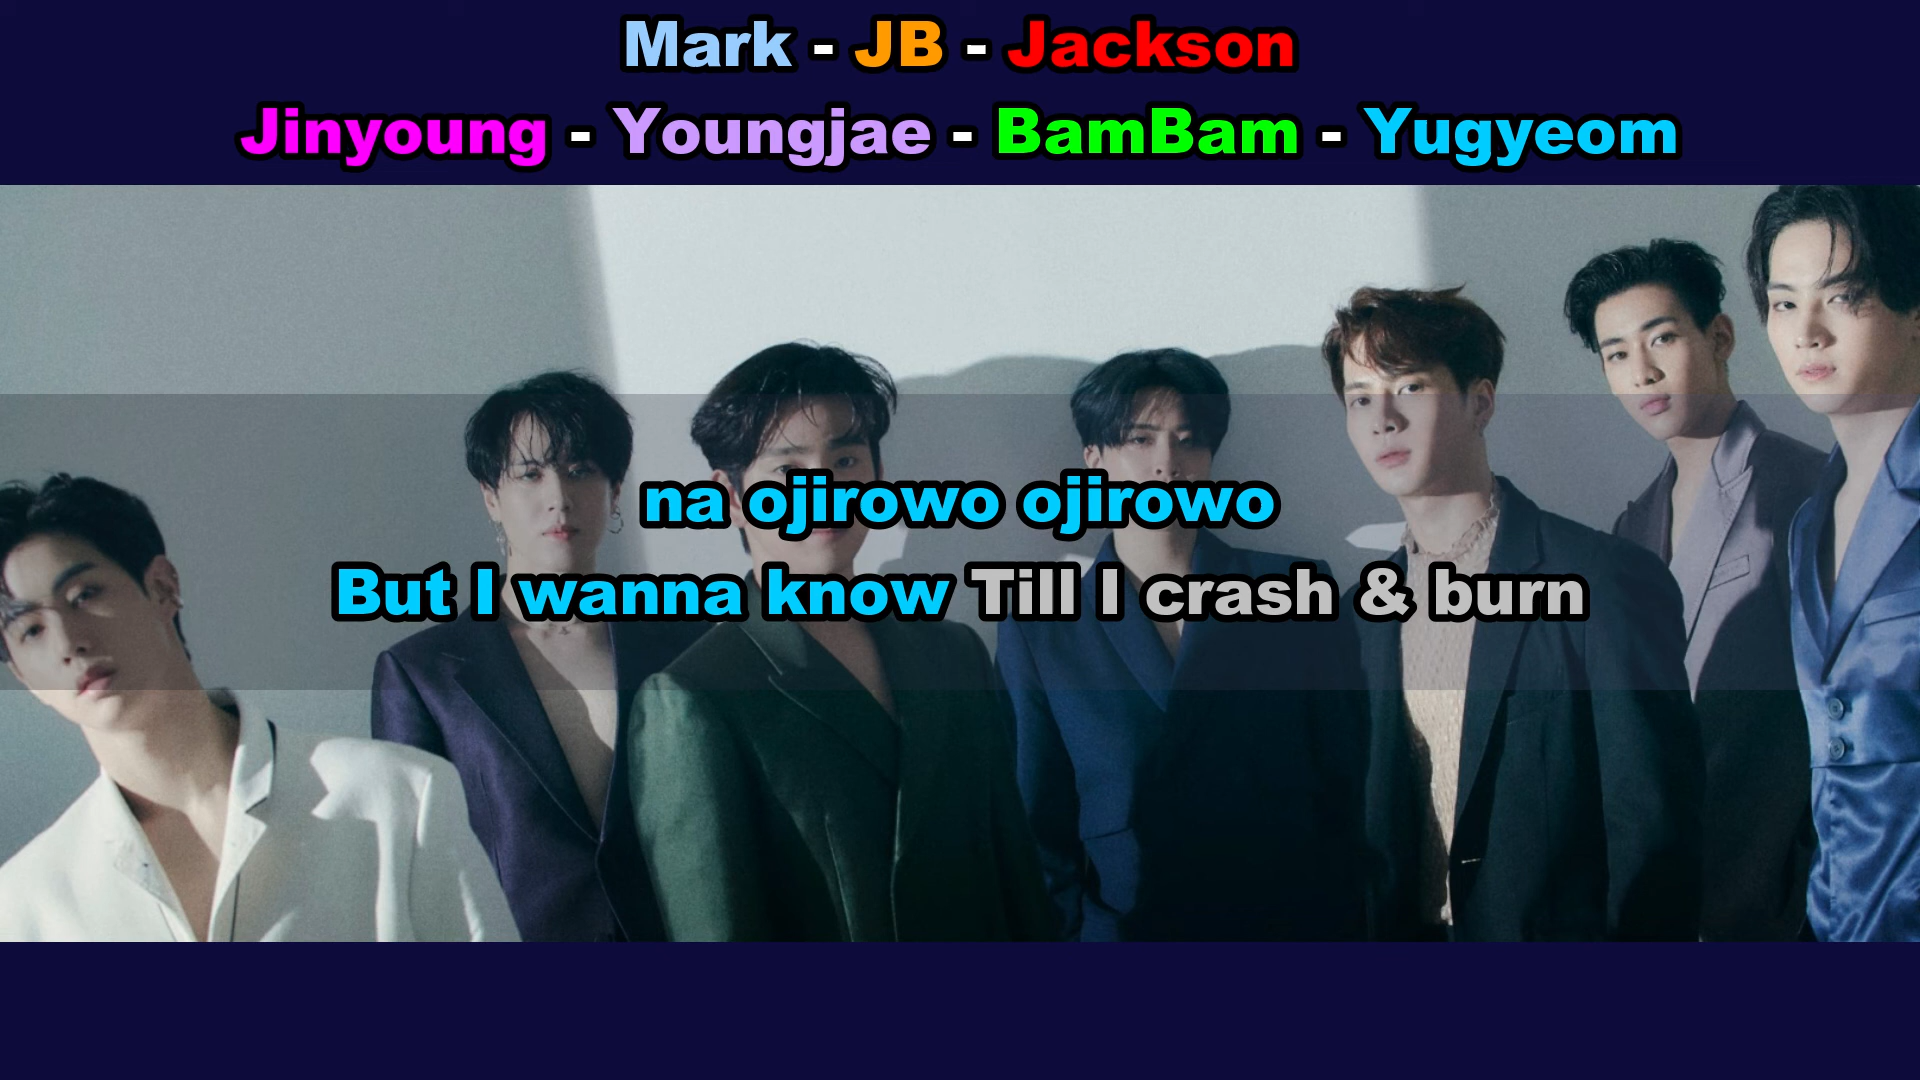 Mark - JB - Jackson
Jinyoung - Youngjae - BamBam - Yugyeom
na ojirowo ojirowo
But I wanna know Till I crash & burn